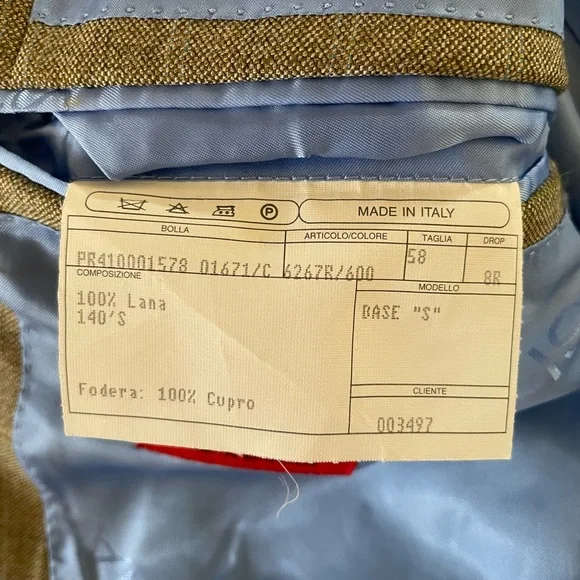 P MADE IN ITALY
BOLLA ARTICOLO/COLORE TAGLIA DROP
PR410001578 01671/C 6267R/600 58 8R
COMPOSIZIONE MODELLO
100% Lana BASE "S"
140'S
Fodera: 100% Cupro
CLIENTE
003497